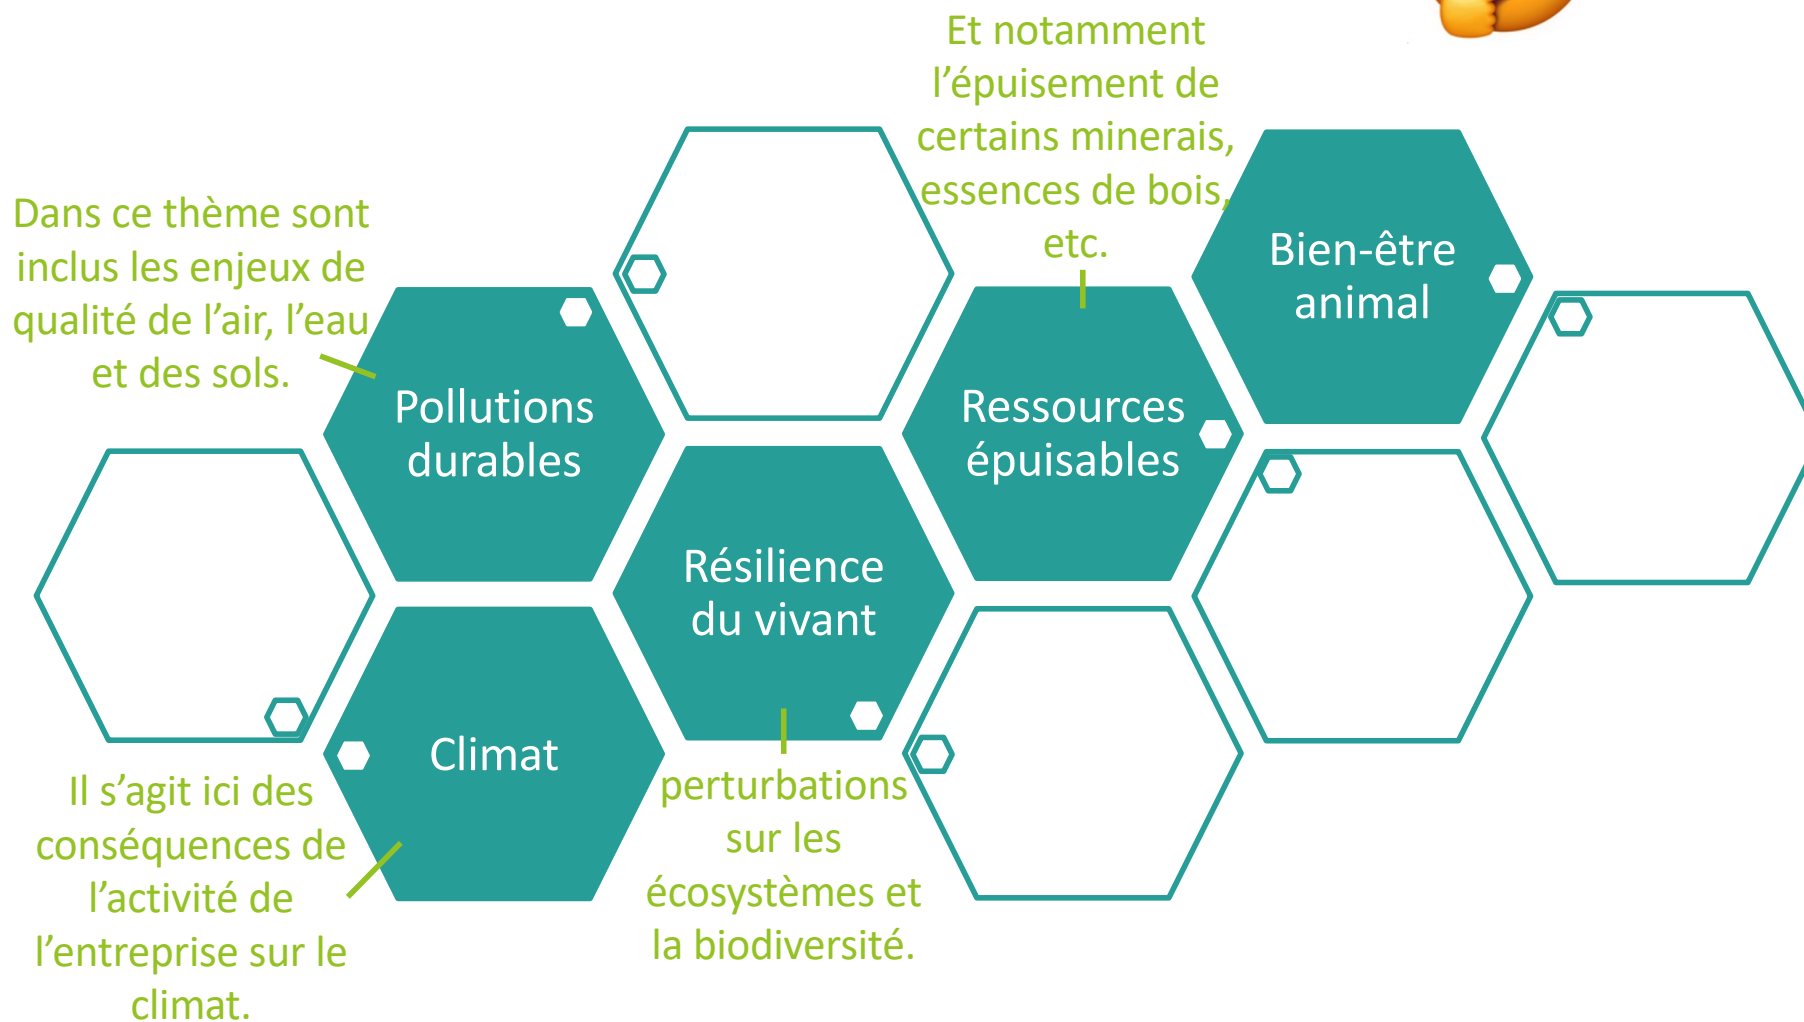 Et notamment
l’épuisement de
certains minerais,
essences de bois,
etc.
Dans ce thème sont
inclus les enjeux de
qualité de l’air, l’eau
et des sols.
Bien-être
animal
Pollutions
durables
Ressources
épuisables
Résilience
du vivant
Climat
Il s’agit ici des
conséquences de
l’activité de
l’entreprise sur le
climat.
perturbations
sur les
écosystèmes et
la biodiversité.